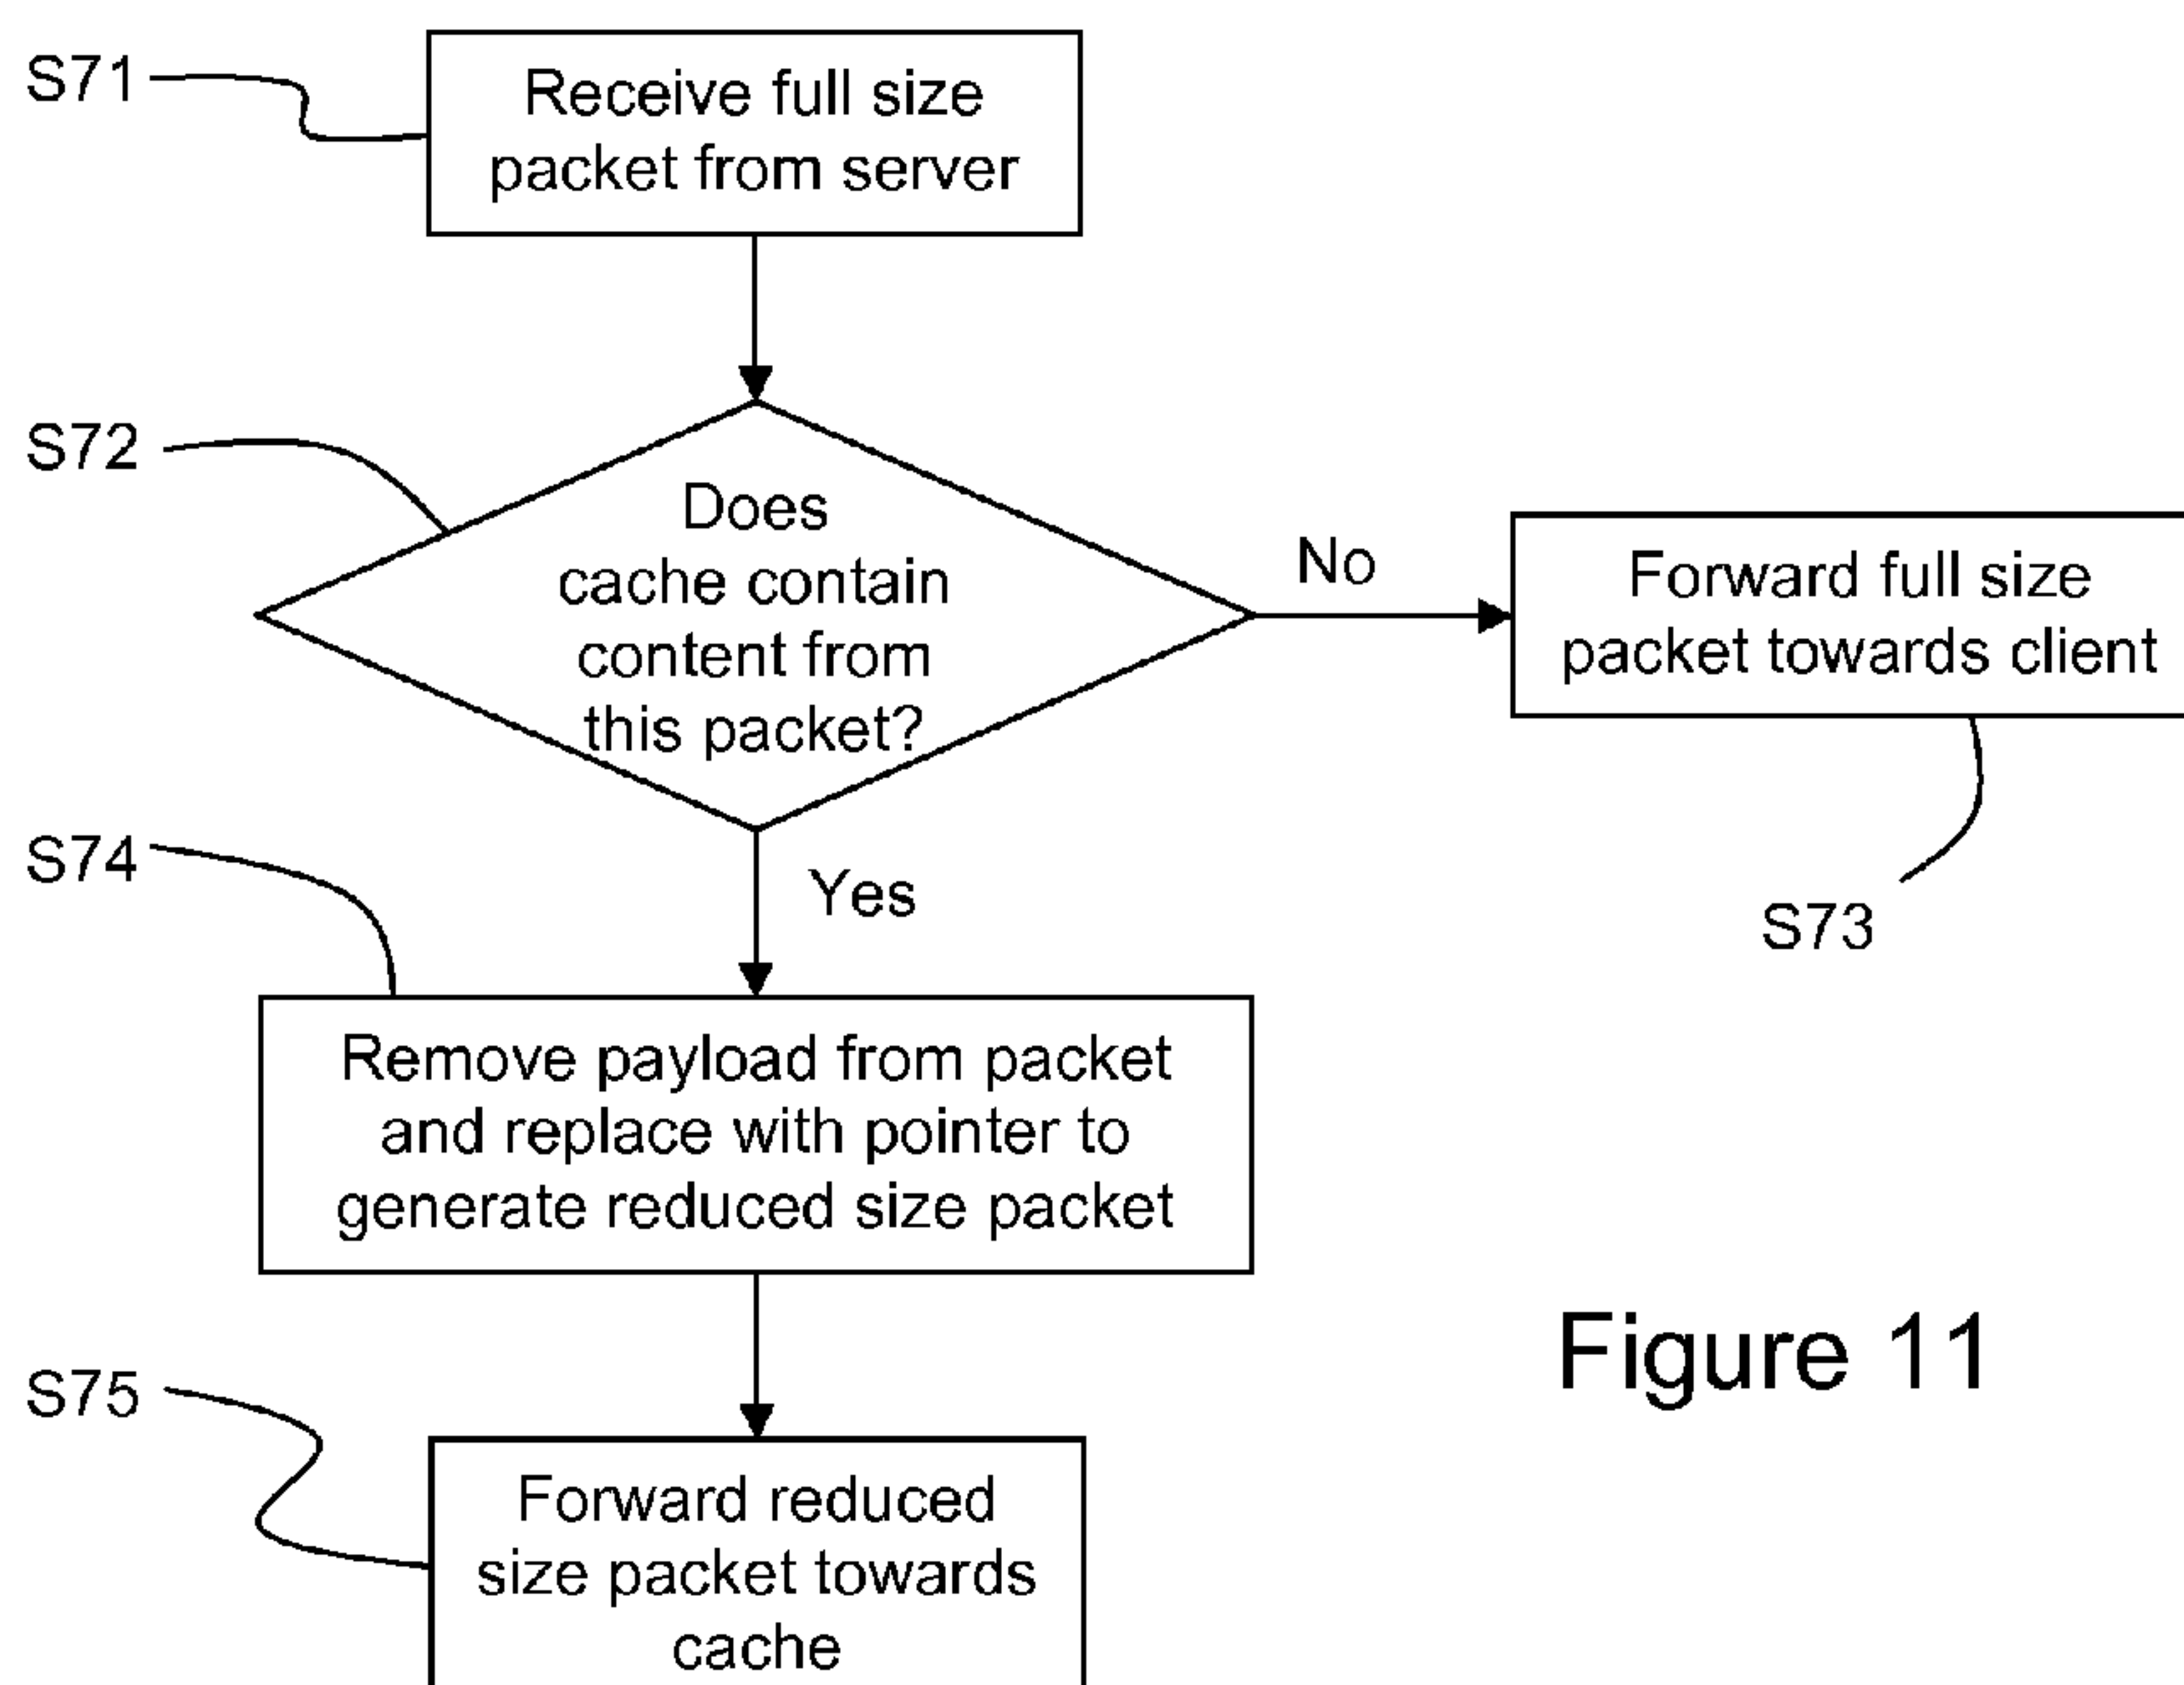 S71
Receive full size
packet from server
S72
Does
cache contain
content from
this packet?
No
Forward full size
packet towards client
S73
S74
Yes
Remove payload from packet
and replace with pointer to
generate reduced size packet
S75
Forward reduced
size packet towards
cache
Figure 11